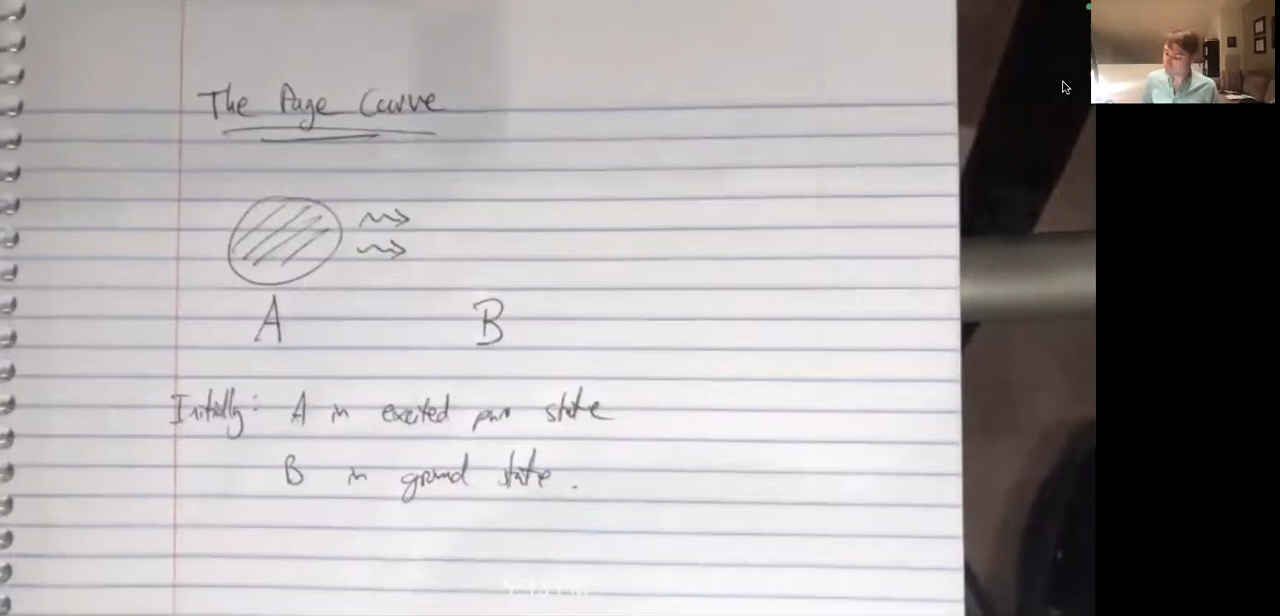 The Page Curve
A B
Initially: A in excited pure state
B in ground state.